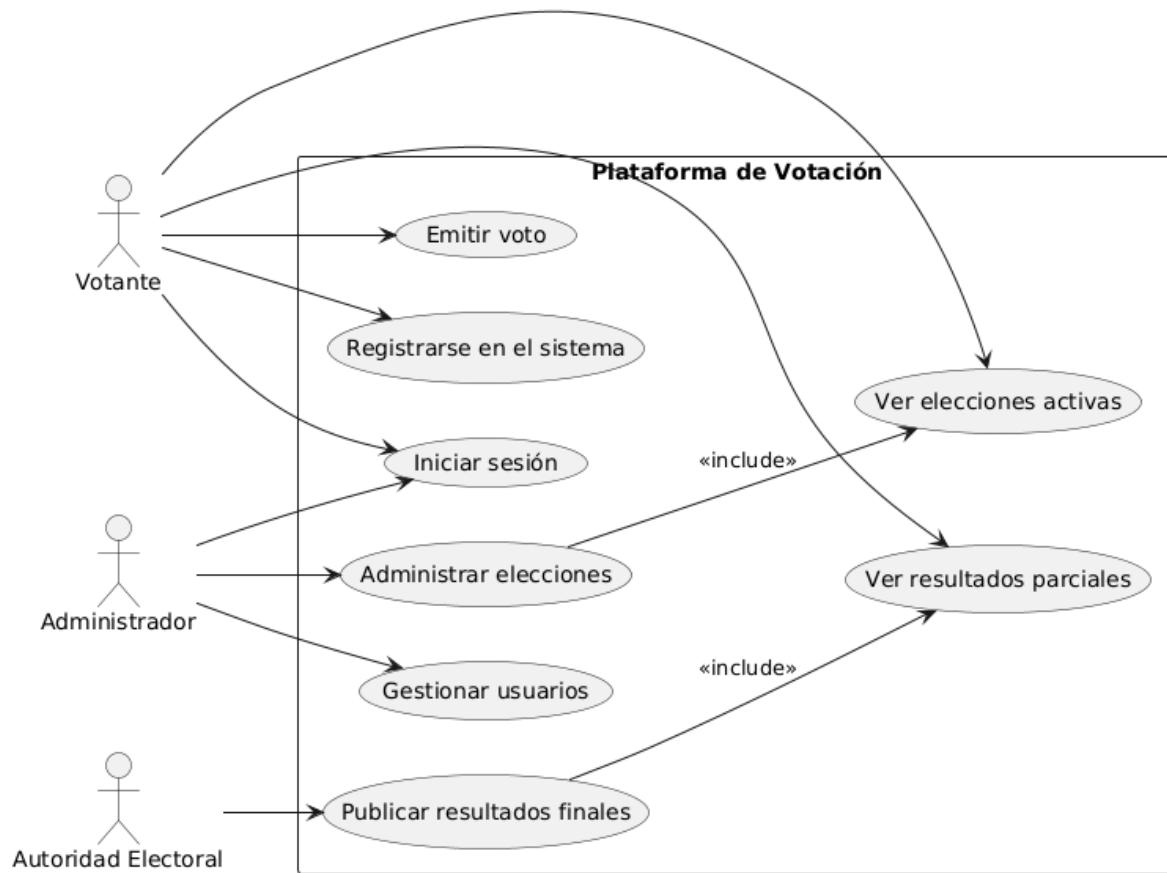 Plataforma de Votación
Emitir voto
Votante
Registrarse en el sistema
Ver elecciones activas
«include»
Iniciar sesión
Administrar elecciones
Ver resultados parciales
Administrador
«include»
Gestionar usuarios
Publicar resultados finales
Autoridad Electoral